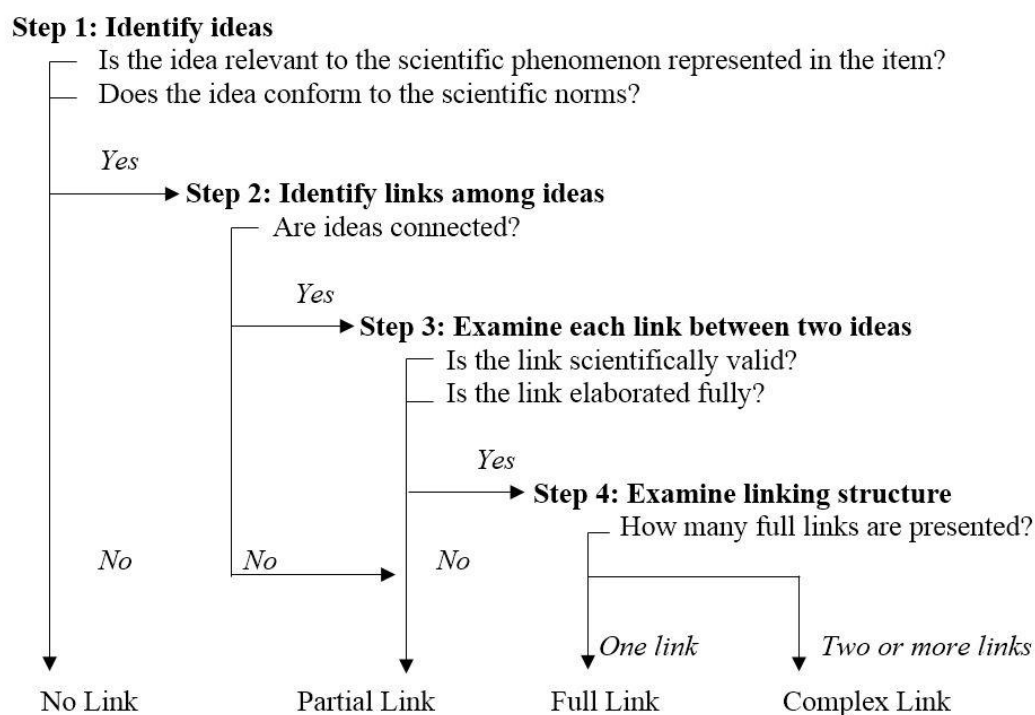 Step 1: Identify ideas
Is the idea relevant to the scientific phenomenon represented in the item?
Does the idea conform to the scientific norms?
Yes
Step 2: Identify links among ideas
Are ideas connected?
Yes
Step 3: Examine each link between two ideas
Is the link scientifically valid?
Is the link elaborated fully?
Yes
Step 4: Examine linking structure
How many full links are presented?
No
No
No
One link
Two or more links
No Link
Partial Link
Full Link
Complex Link